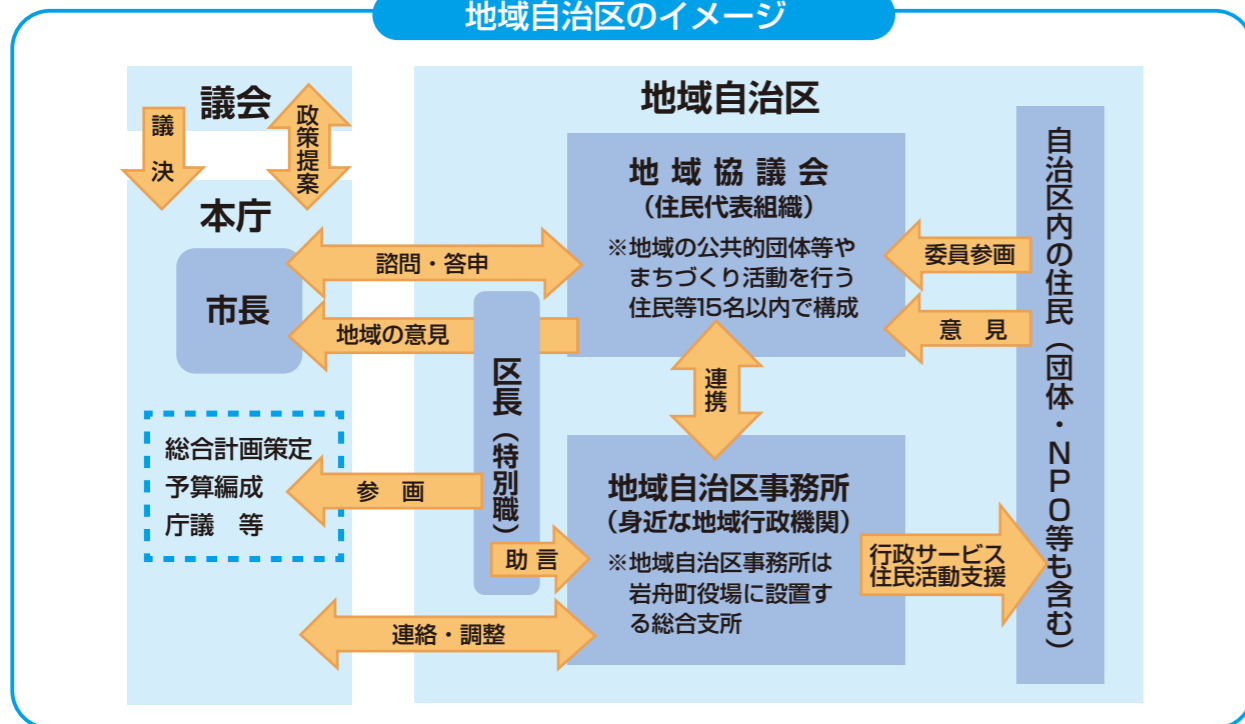 地域自治区のイメージ
議会
議決
政策提案
本庁
市長
総合計画策定
予算編成
庁議 等
諮問・答申
地域の意見
参 画
連絡・調整
区長(特別職)
助 言
地域自治区
地 域 協 議 会
(住民代表組織)
※地域の公共的団体等や
まちづくり活動を行う
住民等15名以内で構成
連携
地域自治区事務所
(身近な地域行政機関)
※地域自治区事務所は
岩舟町役場に設置す
る総合支所
委員参画
意 見
行政サービス
住民活動支援
自治区内の住民(団体・NPO等も含む)